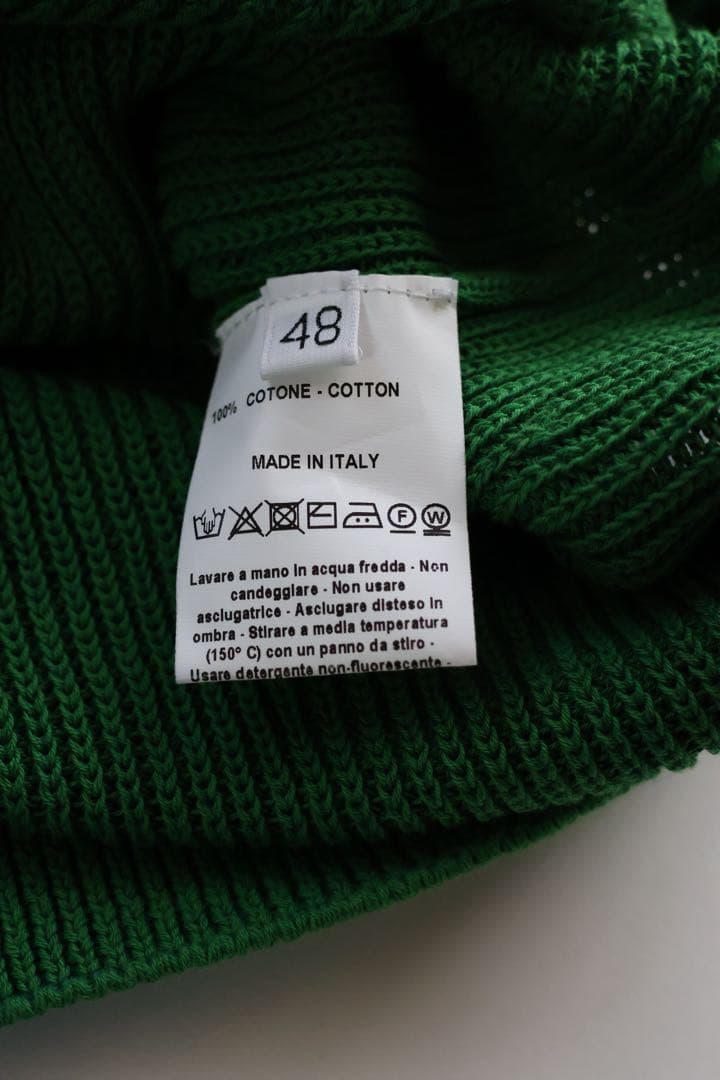 48
100% COTONE - COTTON
MADE IN ITALY
F W
Lavare a mano in acqua fredda - Non
candeggiare - Non usare
asciugatrice - Asciugare disteso in
ombra - Stirare a media temperatura
(150° C) con un panno da stiro -
Usare detergente non-fluorescente -